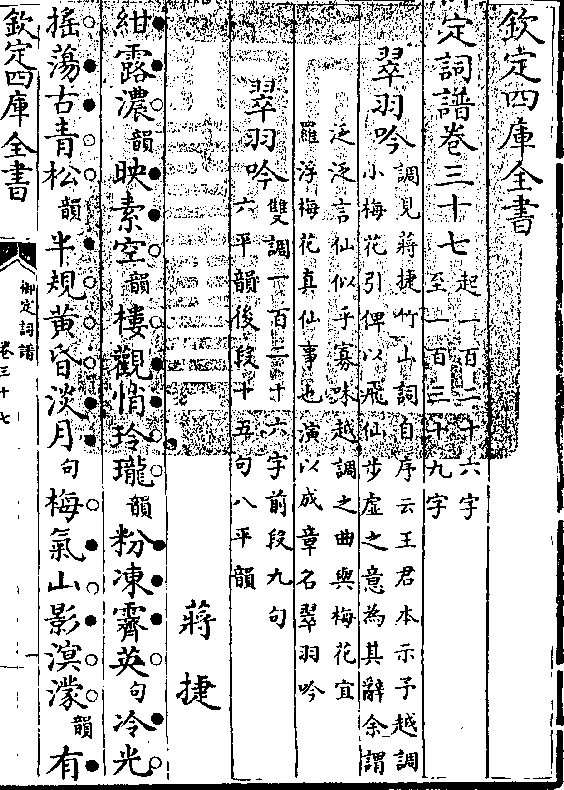 欽定四庫全書
定詞譜卷三十七
起一百二十六字
至一百三十九字
翠羽吟
調見蔣捷竹山詞自序云王君本示予越調
小梅花引俾以飛仙步虛之意為其辭余謂
泛泛言仙似乎寡味越調之曲與梅花宜
羅浮梅花真仙事也演以成章名翠羽吟
翠羽吟
雙調一百二十六字前段九句
六平韻後段十五句八平韻
蔣捷
紺露濃韻映素空韻樓觀悄玲瓏韻粉凍霽英句冷光
搖蕩古青松韻半規黃昏淡月句梅氣山影溟濛韻有
欽定四庫全書
御定詞譜
卷三十七